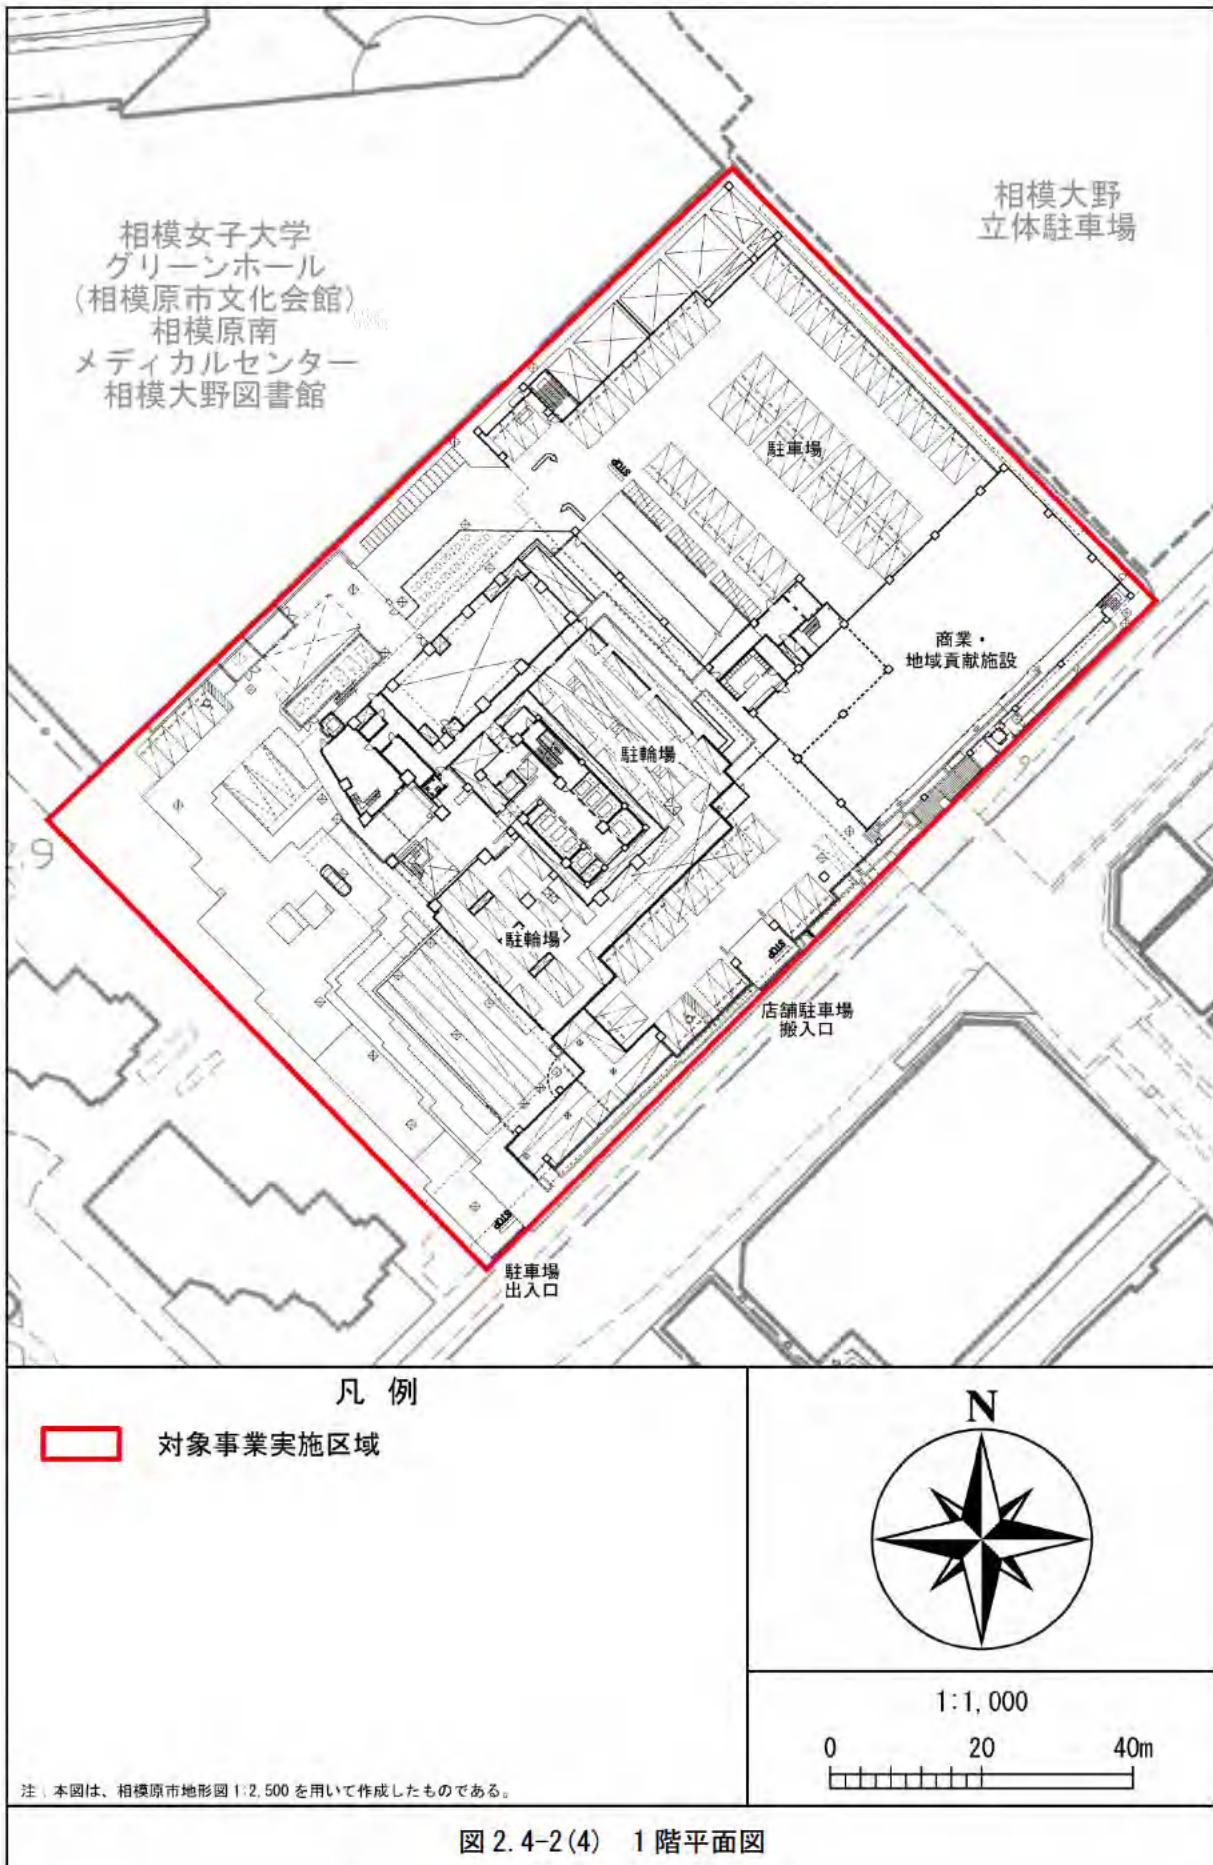 相模大野
立体駐車場
相模女子大学
グリーンホール
(相模原市文化会館)
相模原南
メディカルセンター
相模大野図書館
駐車場
STOP
商業・
地域貢献施設
駐輪場
駐輪場
STOP
店舗駐車場
搬入口
STOP
駐車場
出入口
凡 例
対象事業実施区域
N
1:1,000
0 20 40m
注：本図は、相模原市地形図 1:2,500 を用いて作成したものである。
図 2.4-2(4) 1 階平面図